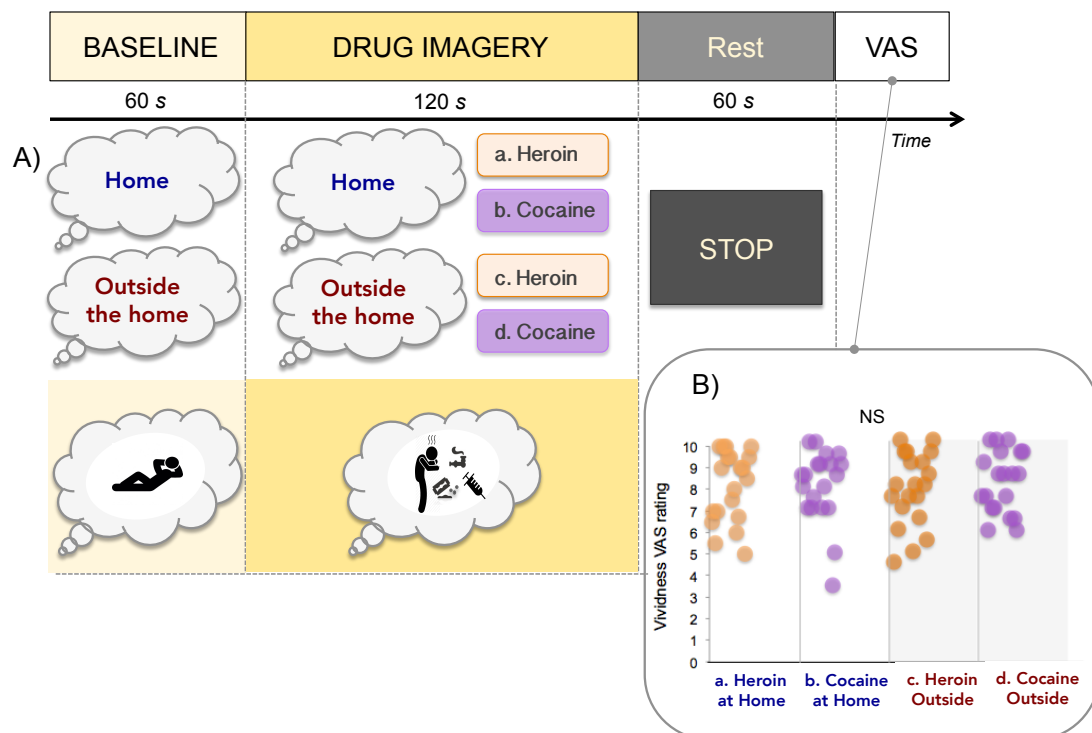 BASELINE DRUG IMAGERY Rest VAS
60 s 120 s 60 s
Time
A)
Home
Home
a. Heroin
b. Cocaine
Outside
the home
Outside
the home
c. Heroin
d. Cocaine
STOP
B)
NS
Vividness VAS rating
10
9
8
7
6
5
4
3
2
1
0
a. Heroin
at Home
b. Cocaine
at Home
c. Heroin
Outside
d. Cocaine
Outside